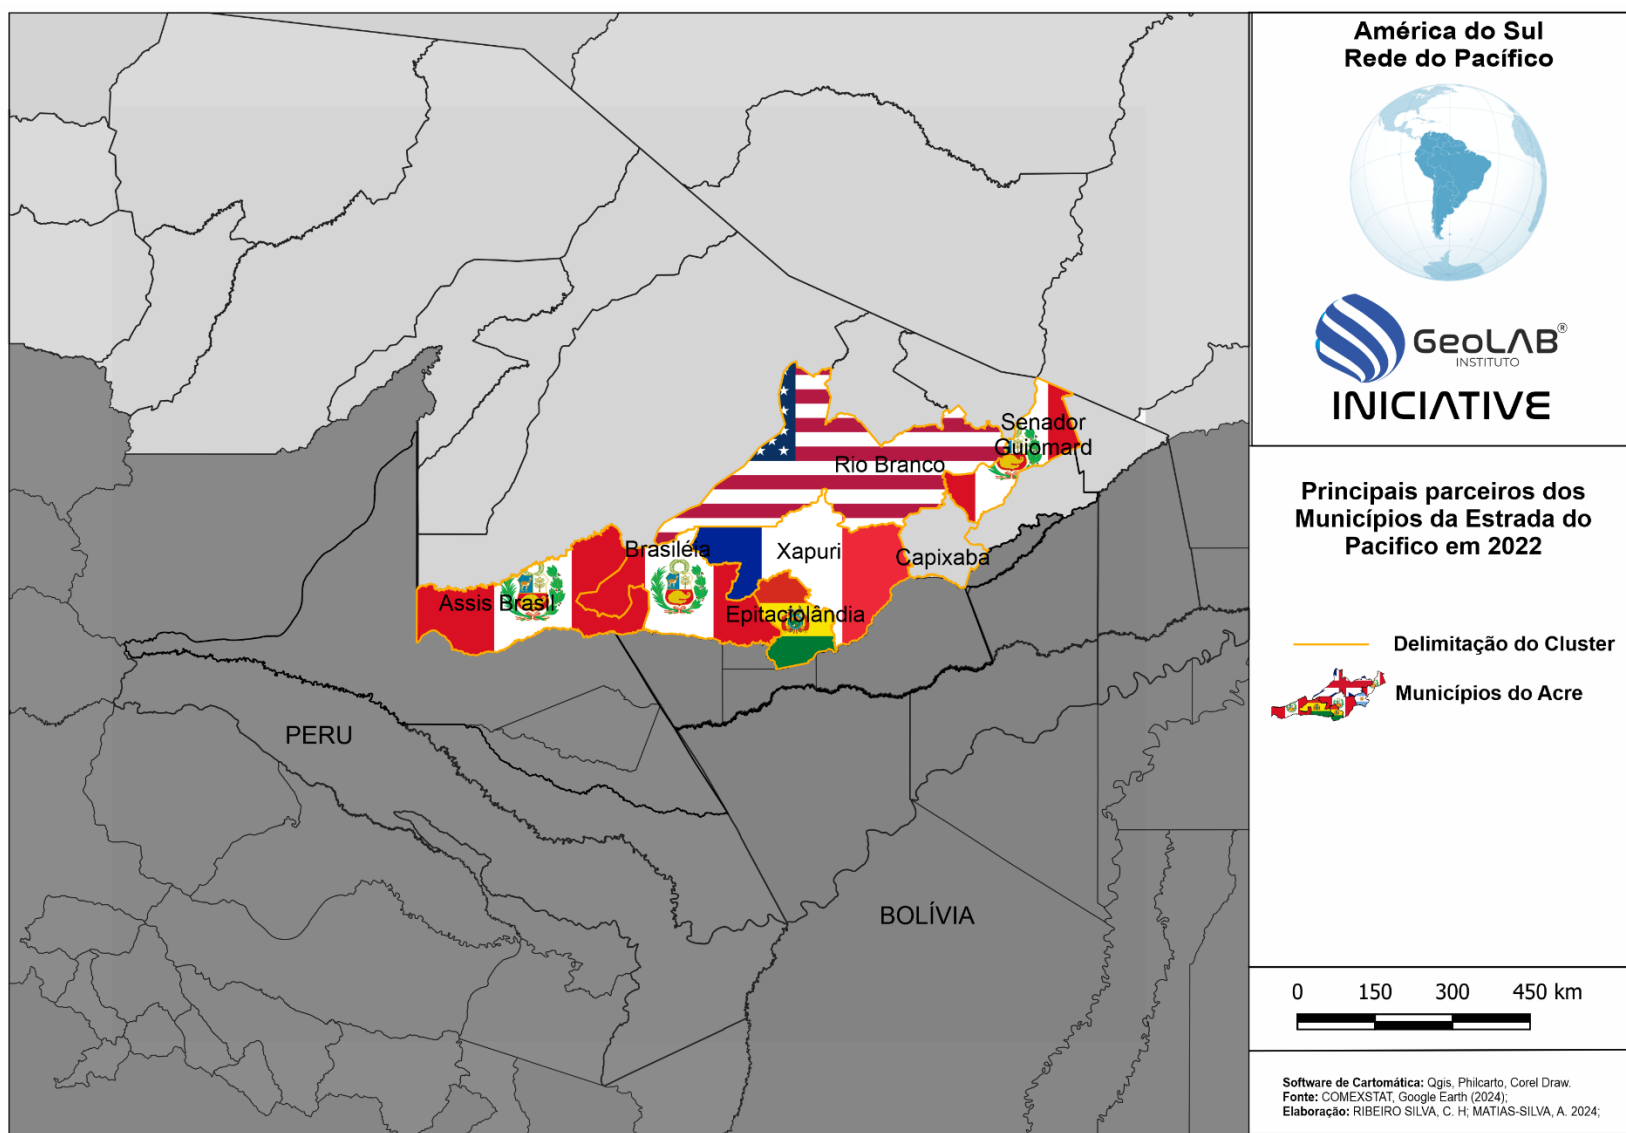 América do Sul
Rede do Pacífico
GeoLAB®
INSTITUTO
INICIATIVE
Principais parceiros dos
Municípios da Estrada do
Pacifico em 2022
Delimitação do Cluster
Municípios do Acre
0 150 300 450 km
Software de Cartomática: Qgis, Philcarto, Corel Draw.
Fonte: COMEXSTAT, Google Earth (2024);
Elaboração: RIBEIRO SILVA, C. H; MATIAS-SILVA, A. 2024;
Senador
Guiomard
Rio Branco
Brasiléia
Xapuri
Capixaba
Assis Brasil
Epitaciolândia
PERU
BOLÍVIA